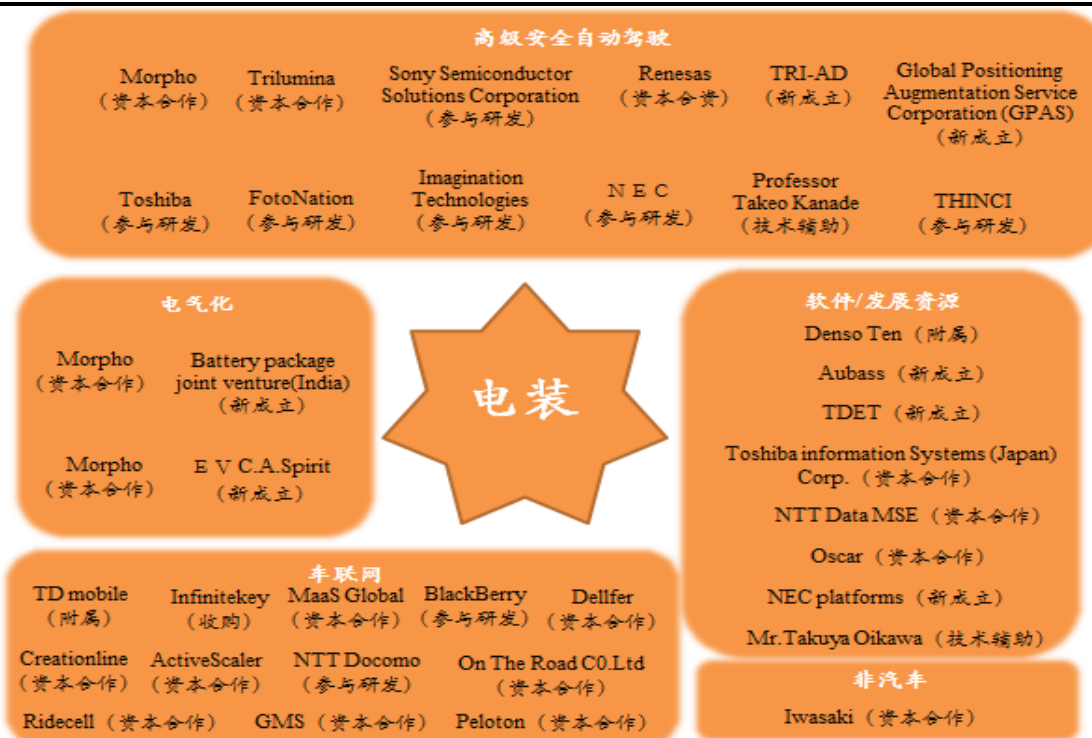 高级安全自动驾驶
Morpho
（资本合作）
Trilumina
（资本合作）
Sony Semiconductor
Solutions Corporation
（参与研发）
Renesas
（资本合资）
TRI-AD
（新成立）
Global Positioning
Augmentation Service
Corporation (GPAS)
（新成立）
Toshiba
（参与研发）
FotoNation
（参与研发）
Imagination
Technologies
（参与研发）
ＮＥＣ
（参与研发）
Professor
Takeo Kanade
（技术辅助）
THINCI
（参与研发）
电气化
Morpho
（资本合作）
Battery package
joint venture(India)
（新成立）
Morpho
（资本合作）
ＥＶ C.A.Spirit
（新成立）
电装
软件/发展资源
Denso Ten（附属）
Aubass（新成立）
TDET（新成立）
Toshiba information Systems (Japan)
Corp.（资本合作）
NTT Data MSE（资本合作）
Oscar（资本合作）
NEC platforms（新成立）
Mr.Takuya Oikawa（技术辅助）
车联网
TD mobile
（附属）
Infinitekey
（收购）
MaaS Global
（资本合作）
BlackBerry
（参与研发）
Dellfer
（资本合作）
Creationline
（资本合作）
ActiveScaler
（资本合作）
NTT Docomo
（参与研发）
On The Road C0.Ltd
（资本合作）
Ridecell（资本合作）
GMS（资本合作）
Peloton（资本合作）
非汽车
Iwasaki（资本合作）